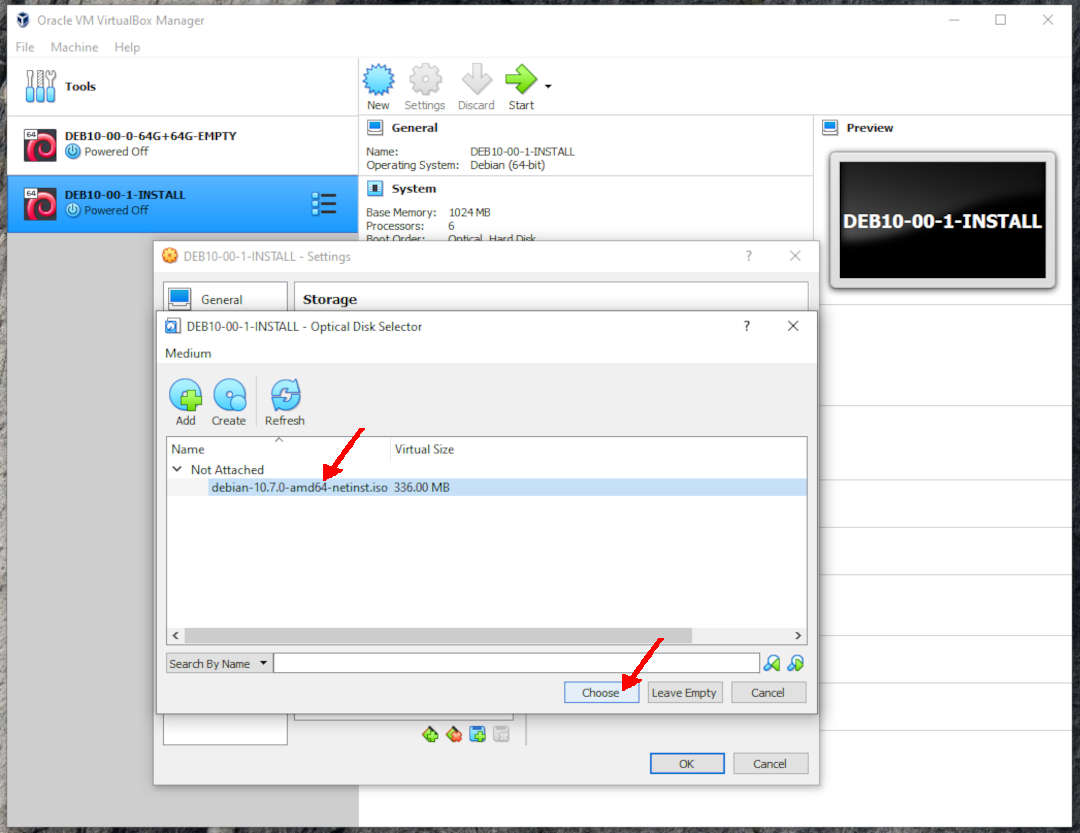 Oracle VM VirtualBox Manager
File Machine Help
Tools
New Settings Discard Start
64
DEB10-00-0-64G+64G-EMPTY
Powered Off
64
DEB10-00-1-INSTALL
Powered Off
General
Name: DEB10-00-1-INSTALL
Operating System: Debian (64-bit)
System
Base Memory: 1024 MB
Processors: 6
Boot Order: Optical, Hard Disk
Preview
DEB10-00-1-INSTALL
DEB10-00-1-INSTALL - Settings ?
General
Storage
DEB10-00-1-INSTALL - Optical Disk Selector ?
Medium
Add Create Refresh
Name Virtual Size
Not Attached
debian-10.7.0-amd64-netinst.iso 336.00 MB
Search By Name
Choose Leave Empty Cancel
OK Cancel